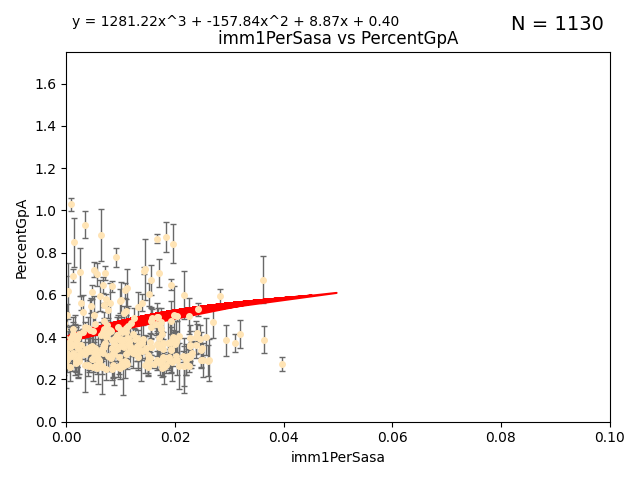 y = 1281.22x^3 + -157.84x^2 + 8.87x + 0.40
N = 1130
imm1PerSasa vs PercentGpA
PercentGpA
1.6
1.4
1.2
1.0
0.8
0.6
0.4
0.2
0.0
0.00 0.02 0.04 0.06 0.08 0.10
imm1PerSasa